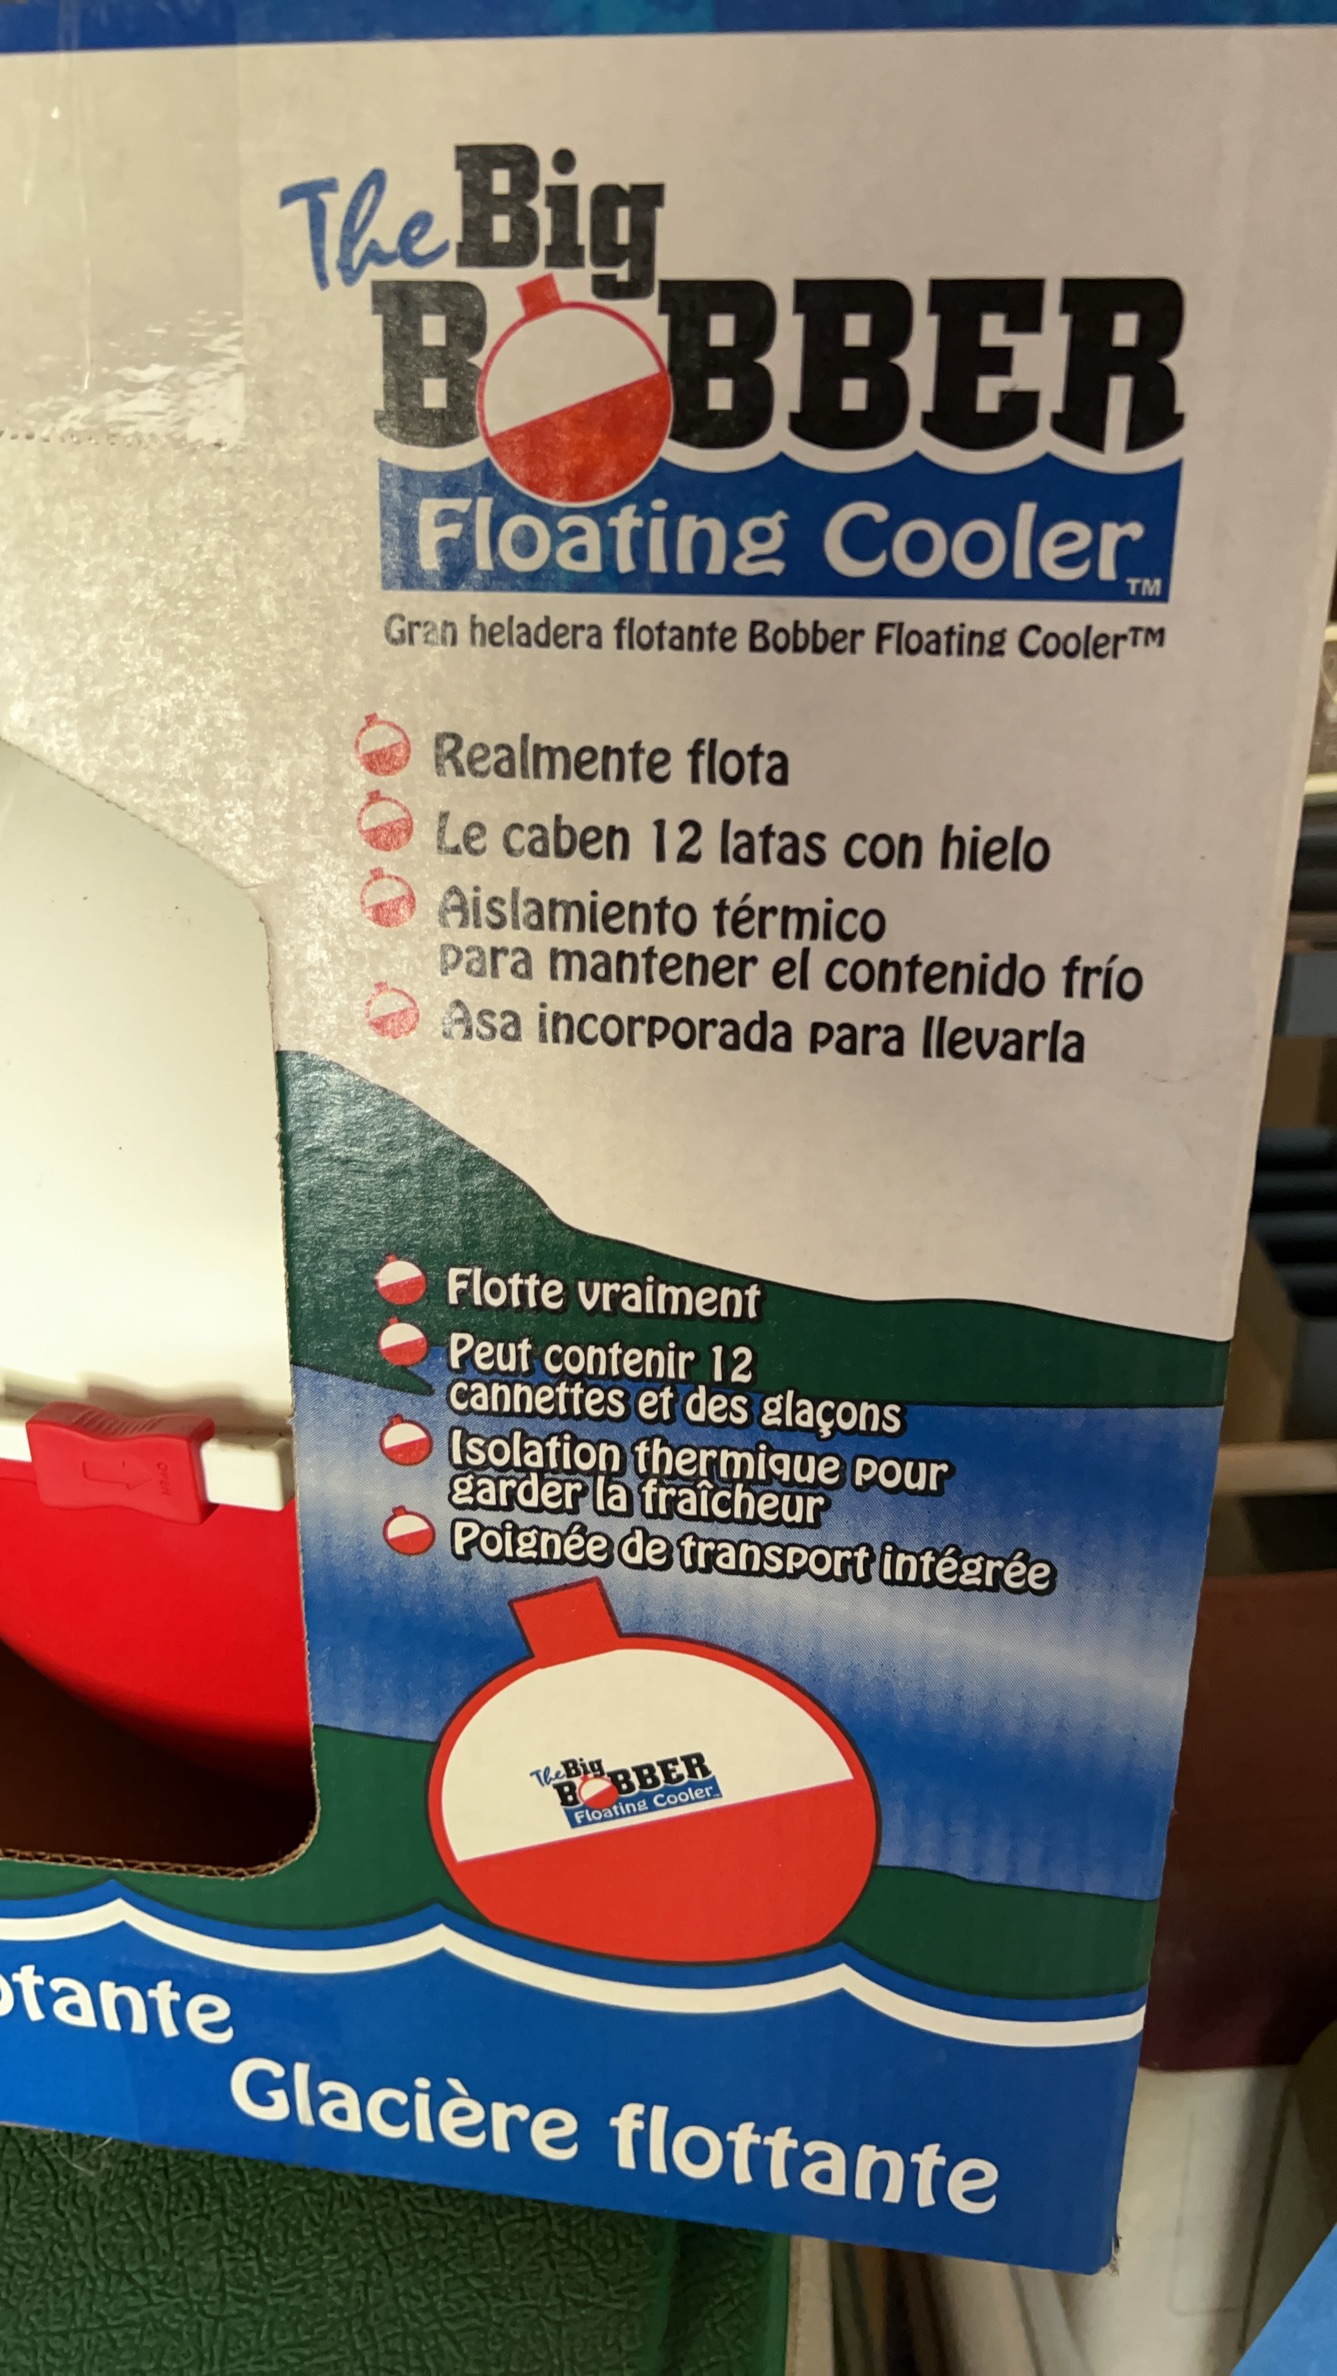 The Big
BOBBER
Floating Cooler™
Gran heladera flotante Bobber Floating Cooler™
Realmente flota
Le caben 12 latas con hielo
Aislamiento térmico
para mantener el contenido frío
Asa incorporada para llevarla
Flotte vraiment
Peut contenir 12
cannettes et des glaçons
Isolation thermique pour
garder la fraîcheur
Poignée de transport intégrée
OPEN
The Big
BOBBER
Floating Cooler
otante
Glacière flottante